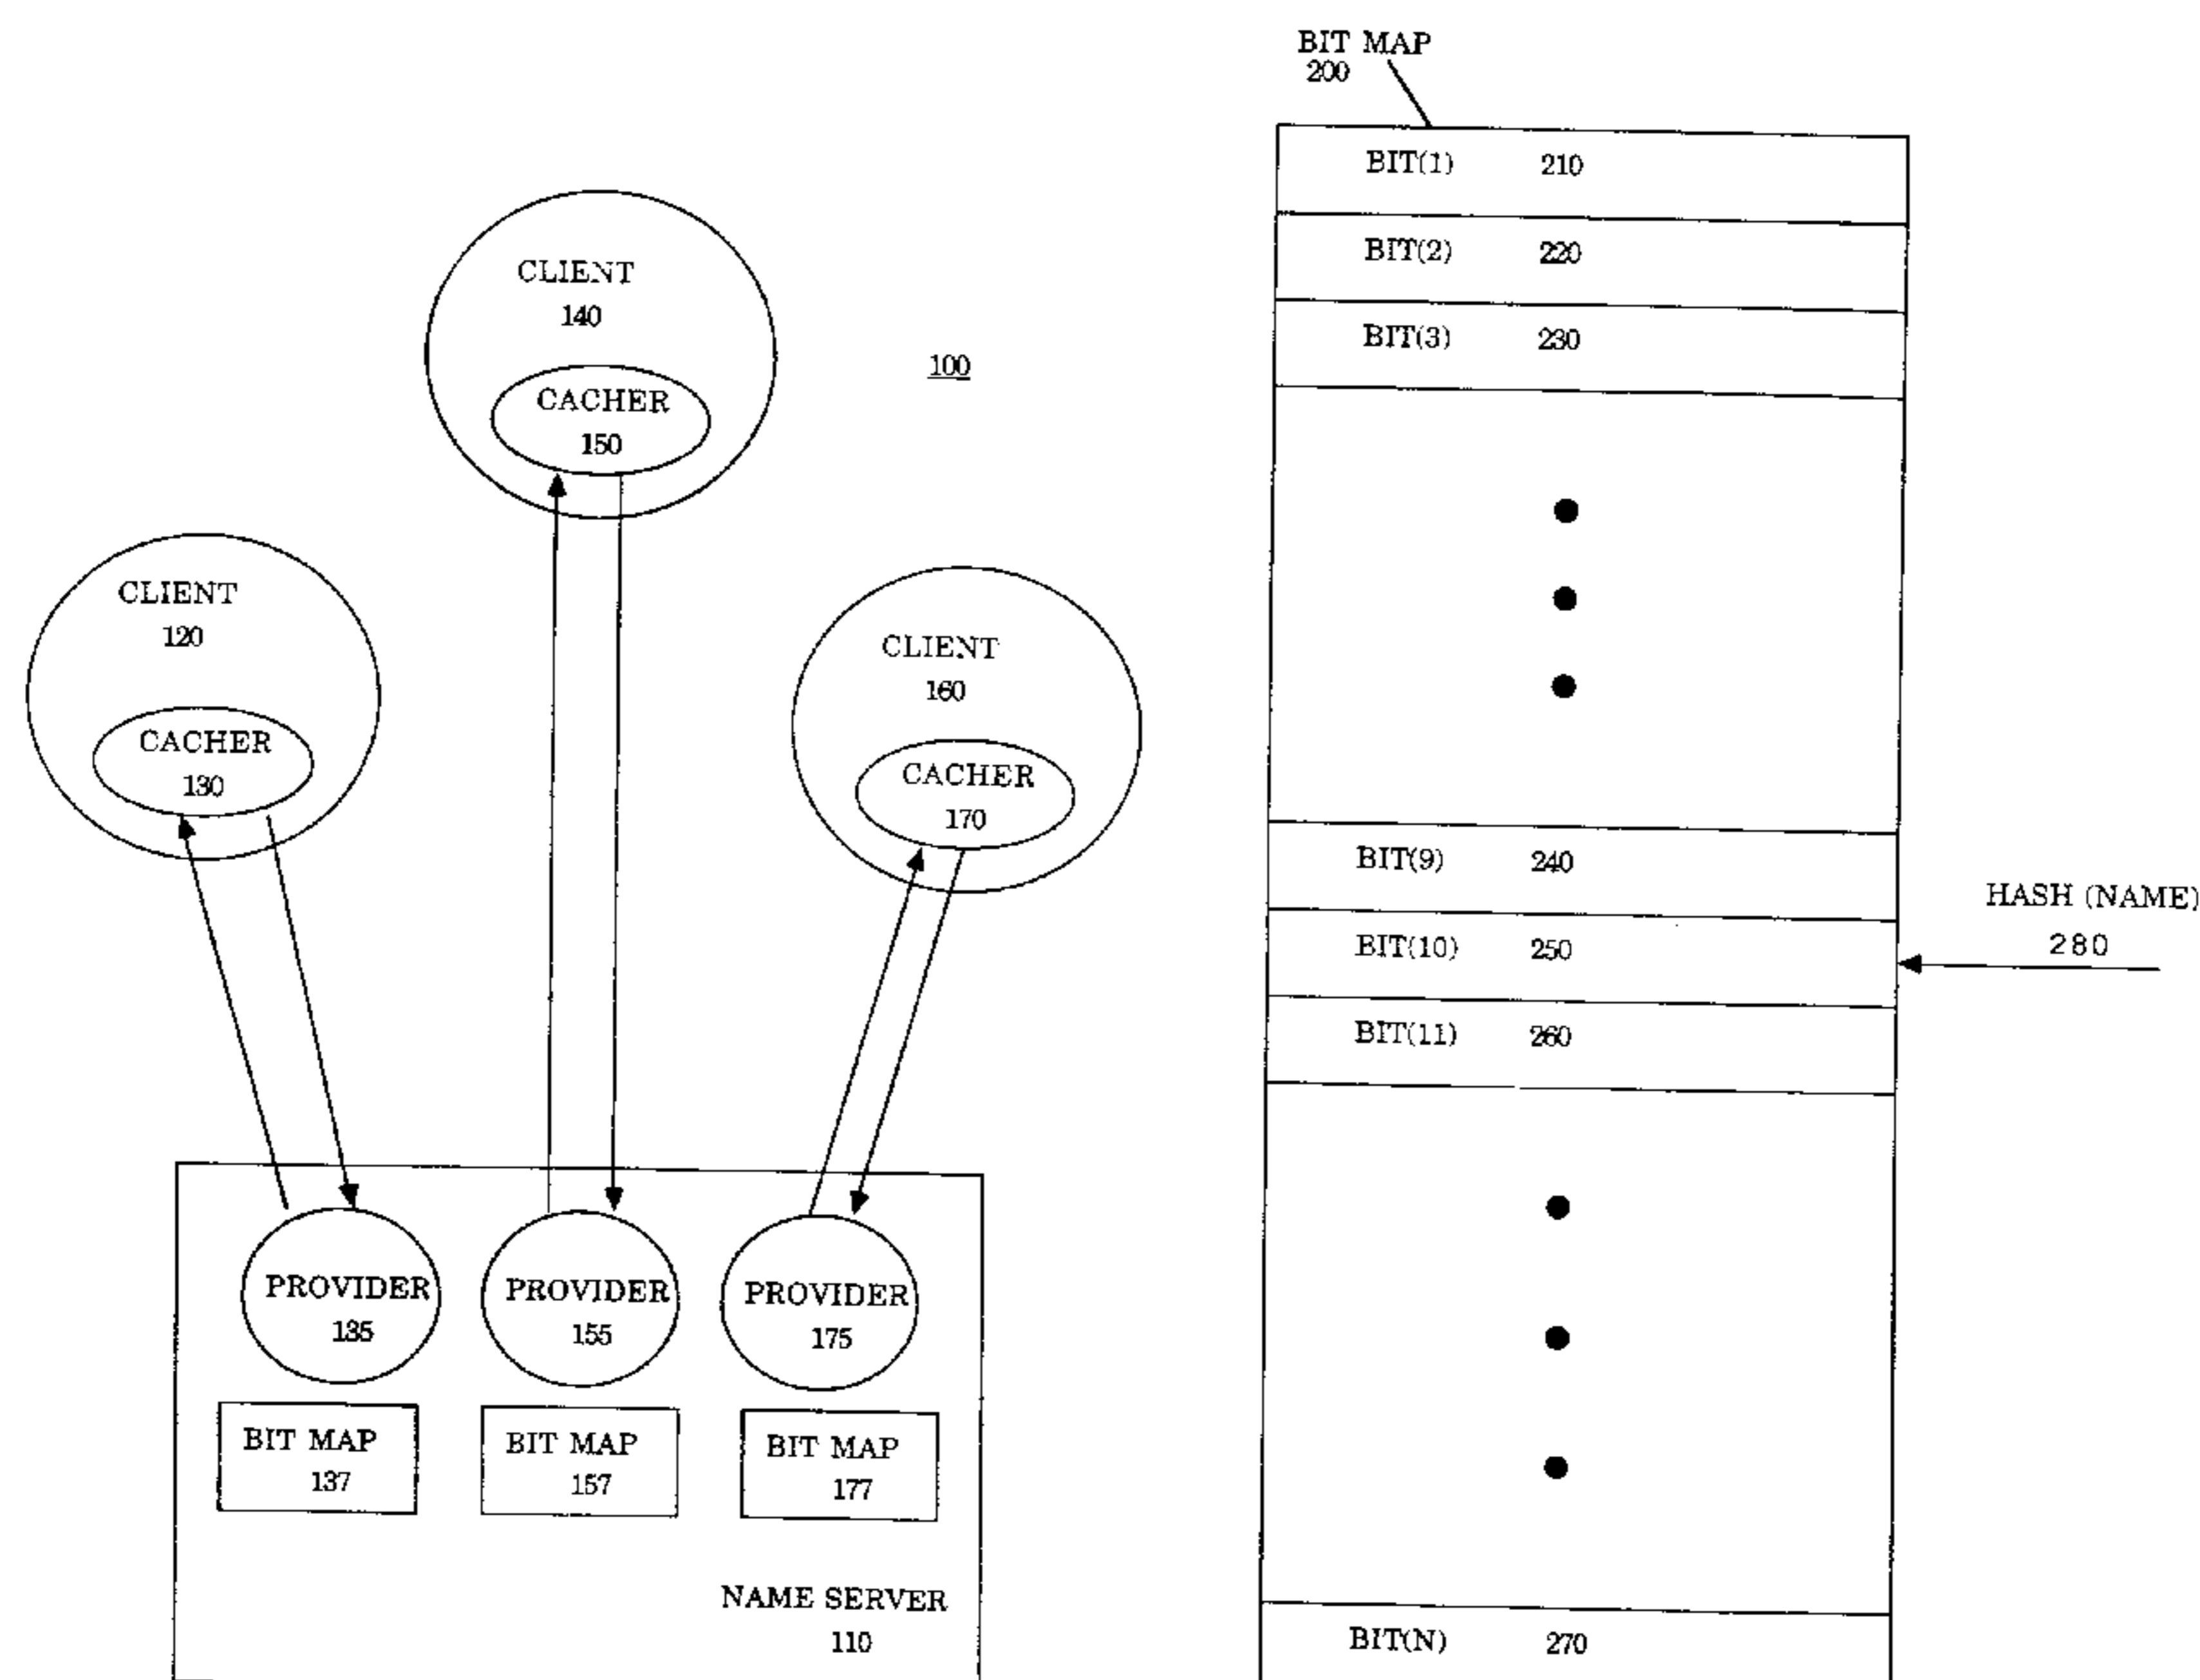 CLIENT
140
CACHER
150
100
CLIENT
120
CACHER
130
CLIENT
160
CACHER
170
PROVIDER
135
PROVIDER
155
PROVIDER
175
BIT MAP
137
BIT MAP
157
BIT MAP
177
NAME SERVER
110
BIT MAP
200
BIT(1) 210
BIT(2) 220
BIT(3) 230
BIT(9) 240
BIT(10) 250
BIT(11) 260
HASH (NAME)
280
BIT(N) 270